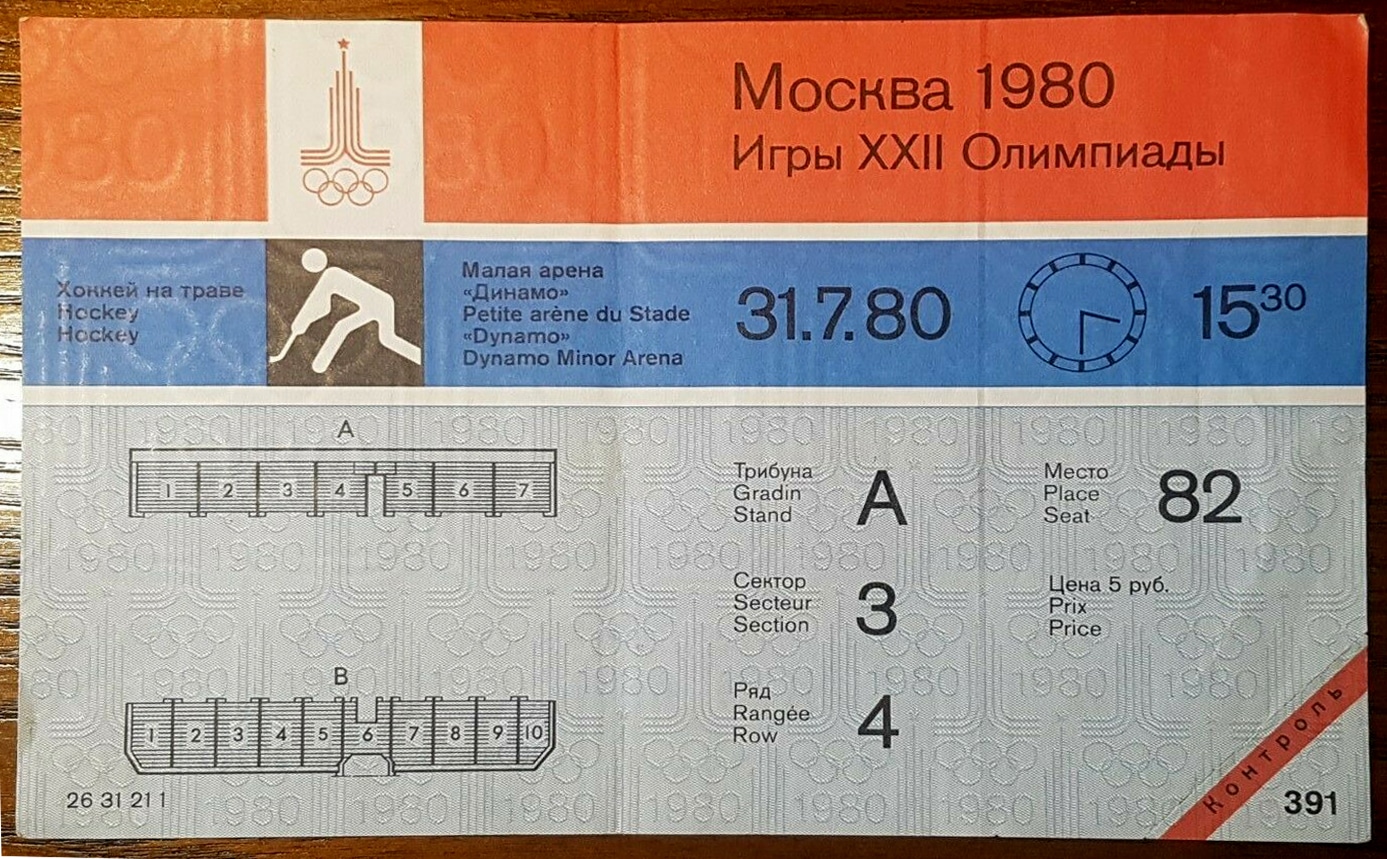 Москва 1980
Игры XXII Олимпиады
Хоккей на траве
Hockey
Hockey
Малая арена
«Динамо»
Petite arène du Stade
«Dynamo»
Dynamo Minor Arena
31.7.80
15³⁰
A
1 2 3 4 5 6 7
B
1 2 3 4 5 6 7 8 9 10
26 31 21 1
Трибуна
Gradin
Stand
A
Место
Place
Seat
82
Сектор
Secteur
Section
3
Цена 5 руб.
Prix
Price
Ряд
Rangée
Row
4
Контроль
391